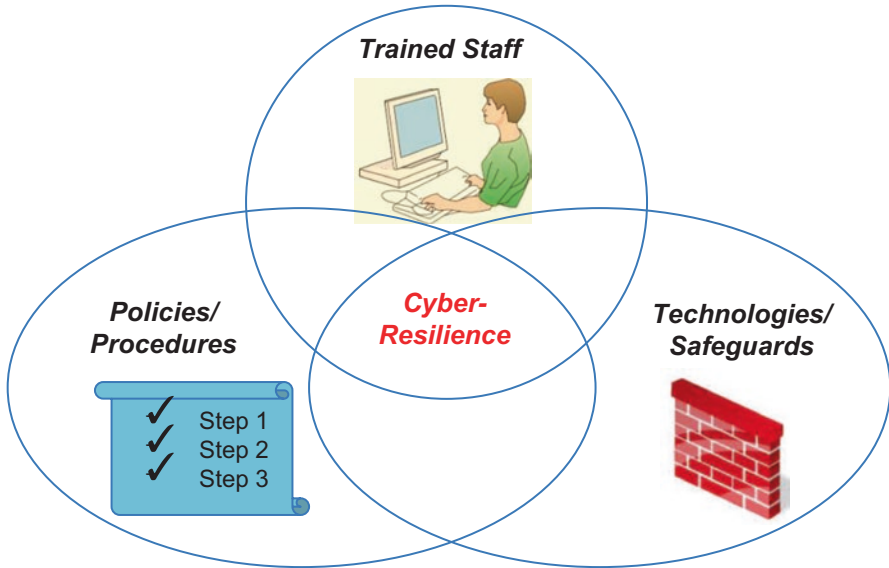 Trained Staff
Cyber-
Resilience
Policies/
Procedures
Technologies/
Safeguards
Step 1
Step 2
Step 3